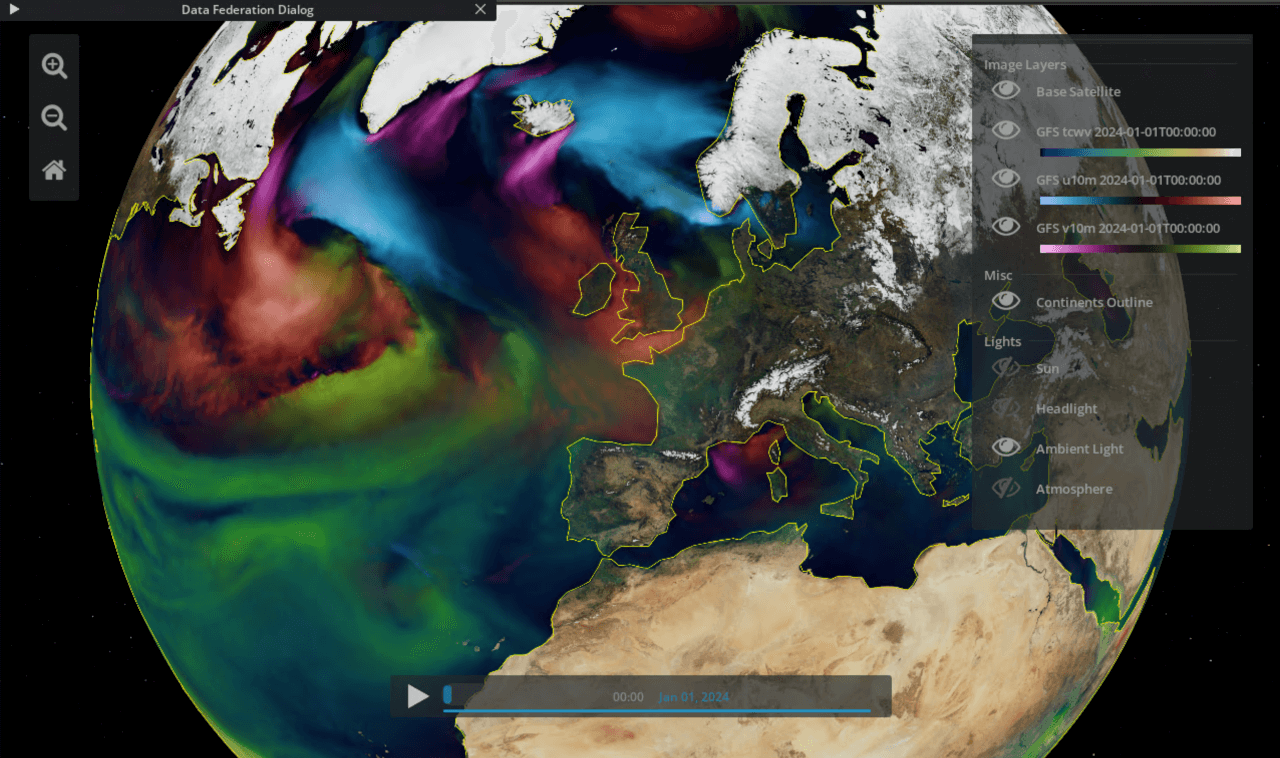 Data Federation Dialog
Image Layers
Base Satellite
GFS tcwv 2024-01-01T00:00:00
GFS u10m 2024-01-01T00:00:00
GFS v10m 2024-01-01T00:00:00
Misc
Continents Outline
Lights
Sun
Headlight
Ambient Light
Atmosphere
00:00 Jan 01, 2024